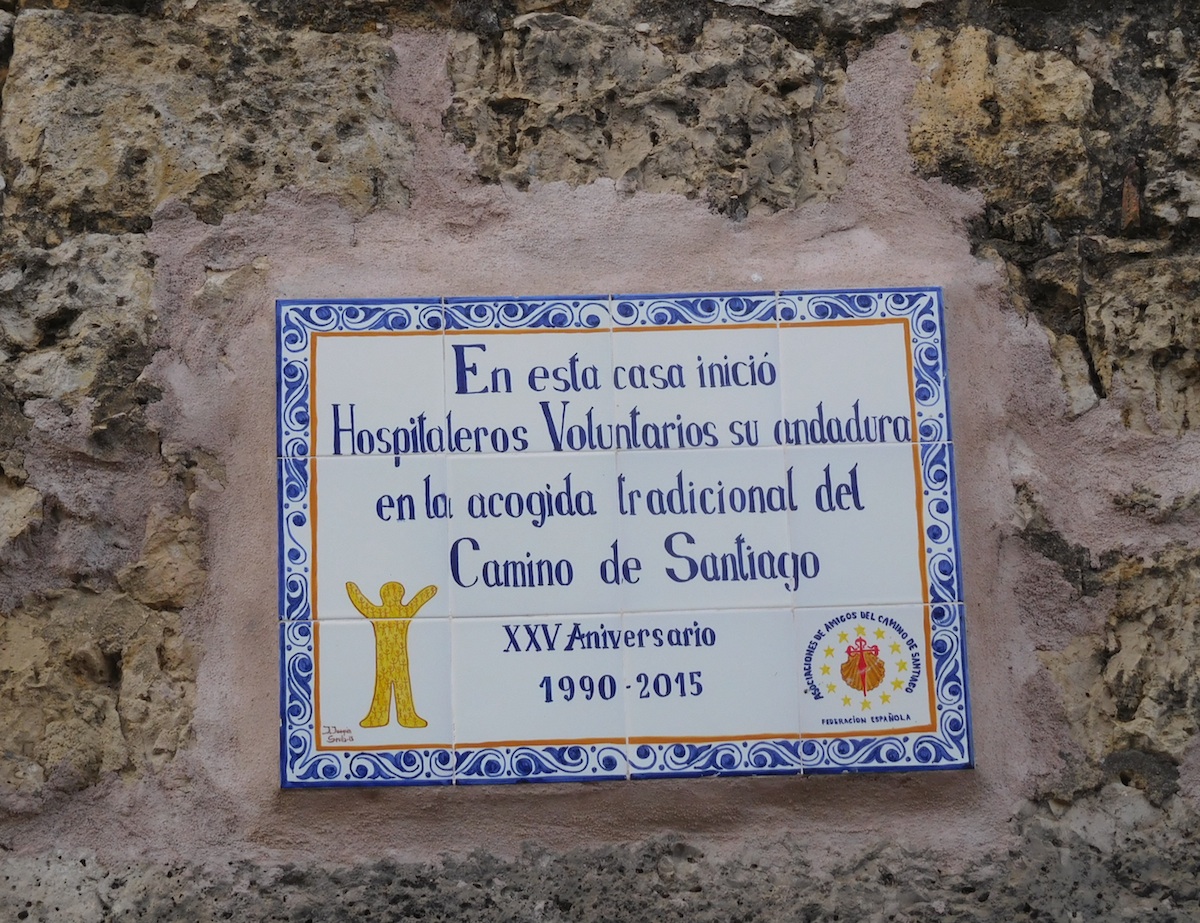 En esta casa inició
Hospitaleros Voluntarios su andadura
en la acogida tradicional del
Camino de Santiago
XXV Aniversario
1990-2015
ASOCIACIONES DE AMIGOS DEL CAMINO DE SANTIAGO
FEDERACIÓN ESPAÑOLA